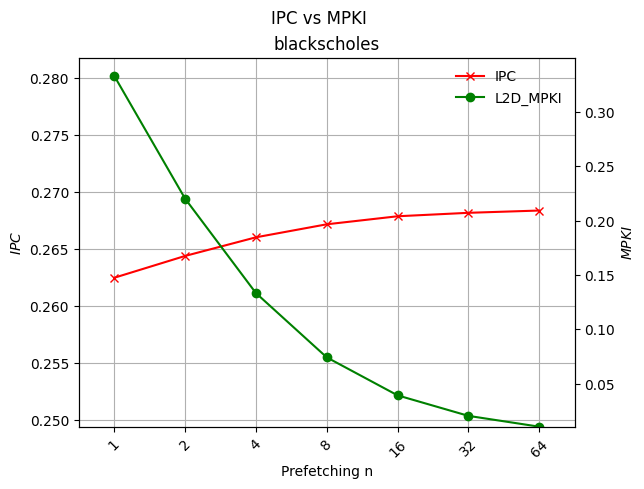 IPC vs MPKI
blackscholes
IPC
L2D_MPKI
0.280
0.275
0.270
0.265
0.260
0.255
0.250
IPC
0.30
0.25
0.20
0.15
0.10
0.05
MPKI
1 2 4 8 16 32 64
Prefetching n